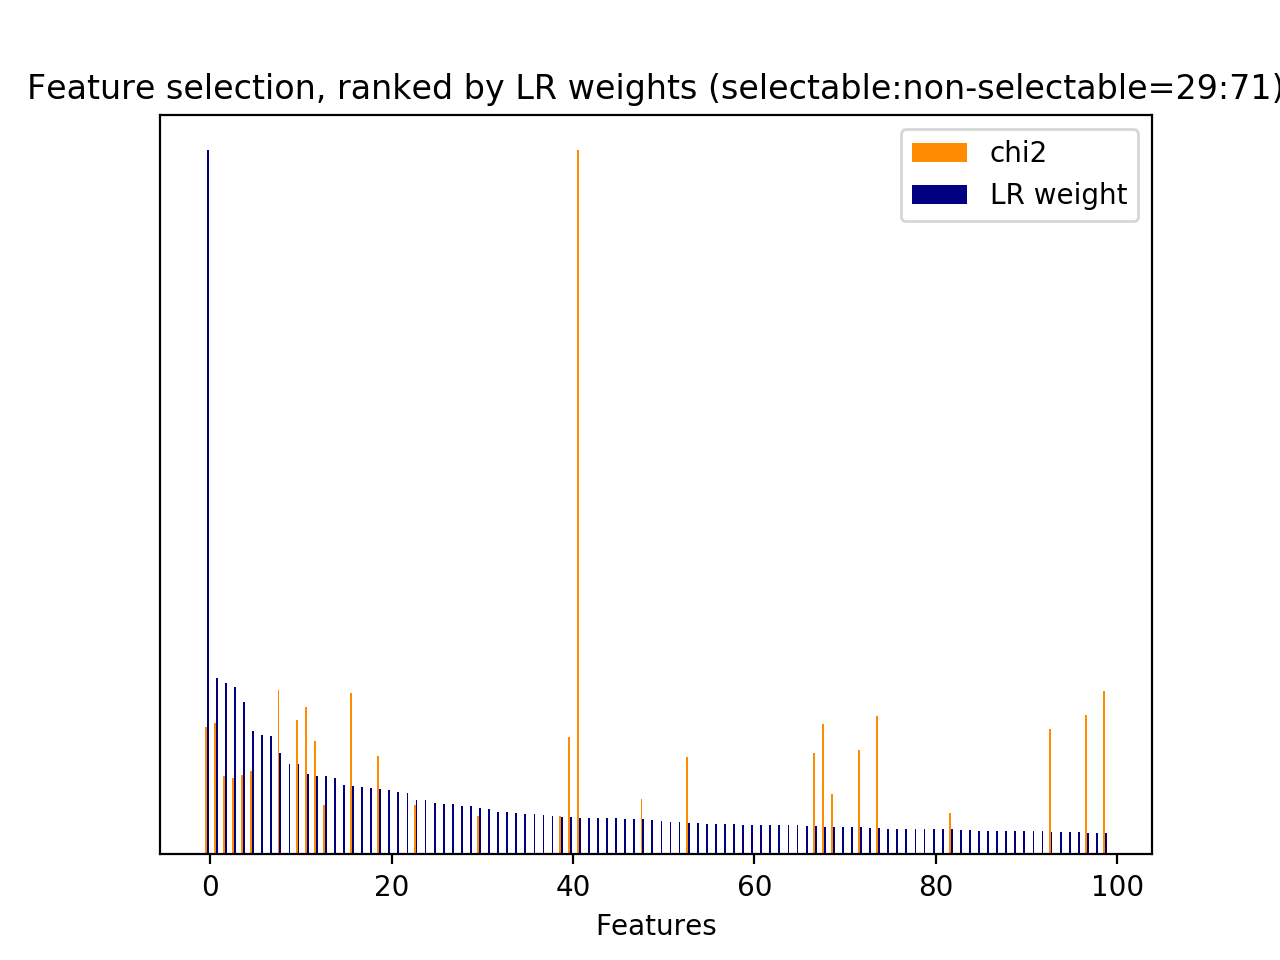 Feature selection, ranked by LR weights (selectable:non-selectable=29:71)
chi2
LR weight
0 20 40 60 80 100
Features